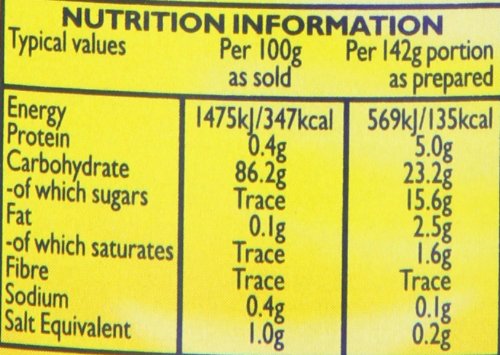 NUTRITION INFORMATION
Typical values Per 100g as sold Per 142g portion as prepared
Energy 1475kJ/347kcal 569kJ/135kcal
Protein 0.4g 5.0g
Carbohydrate 86.2g 23.2g
-of which sugars Trace 15.6g
Fat 0.1g 2.5g
-of which saturates Trace 1.6g
Fibre Trace Trace
Sodium 0.4g 0.1g
Salt Equivalent 1.0g 0.2g